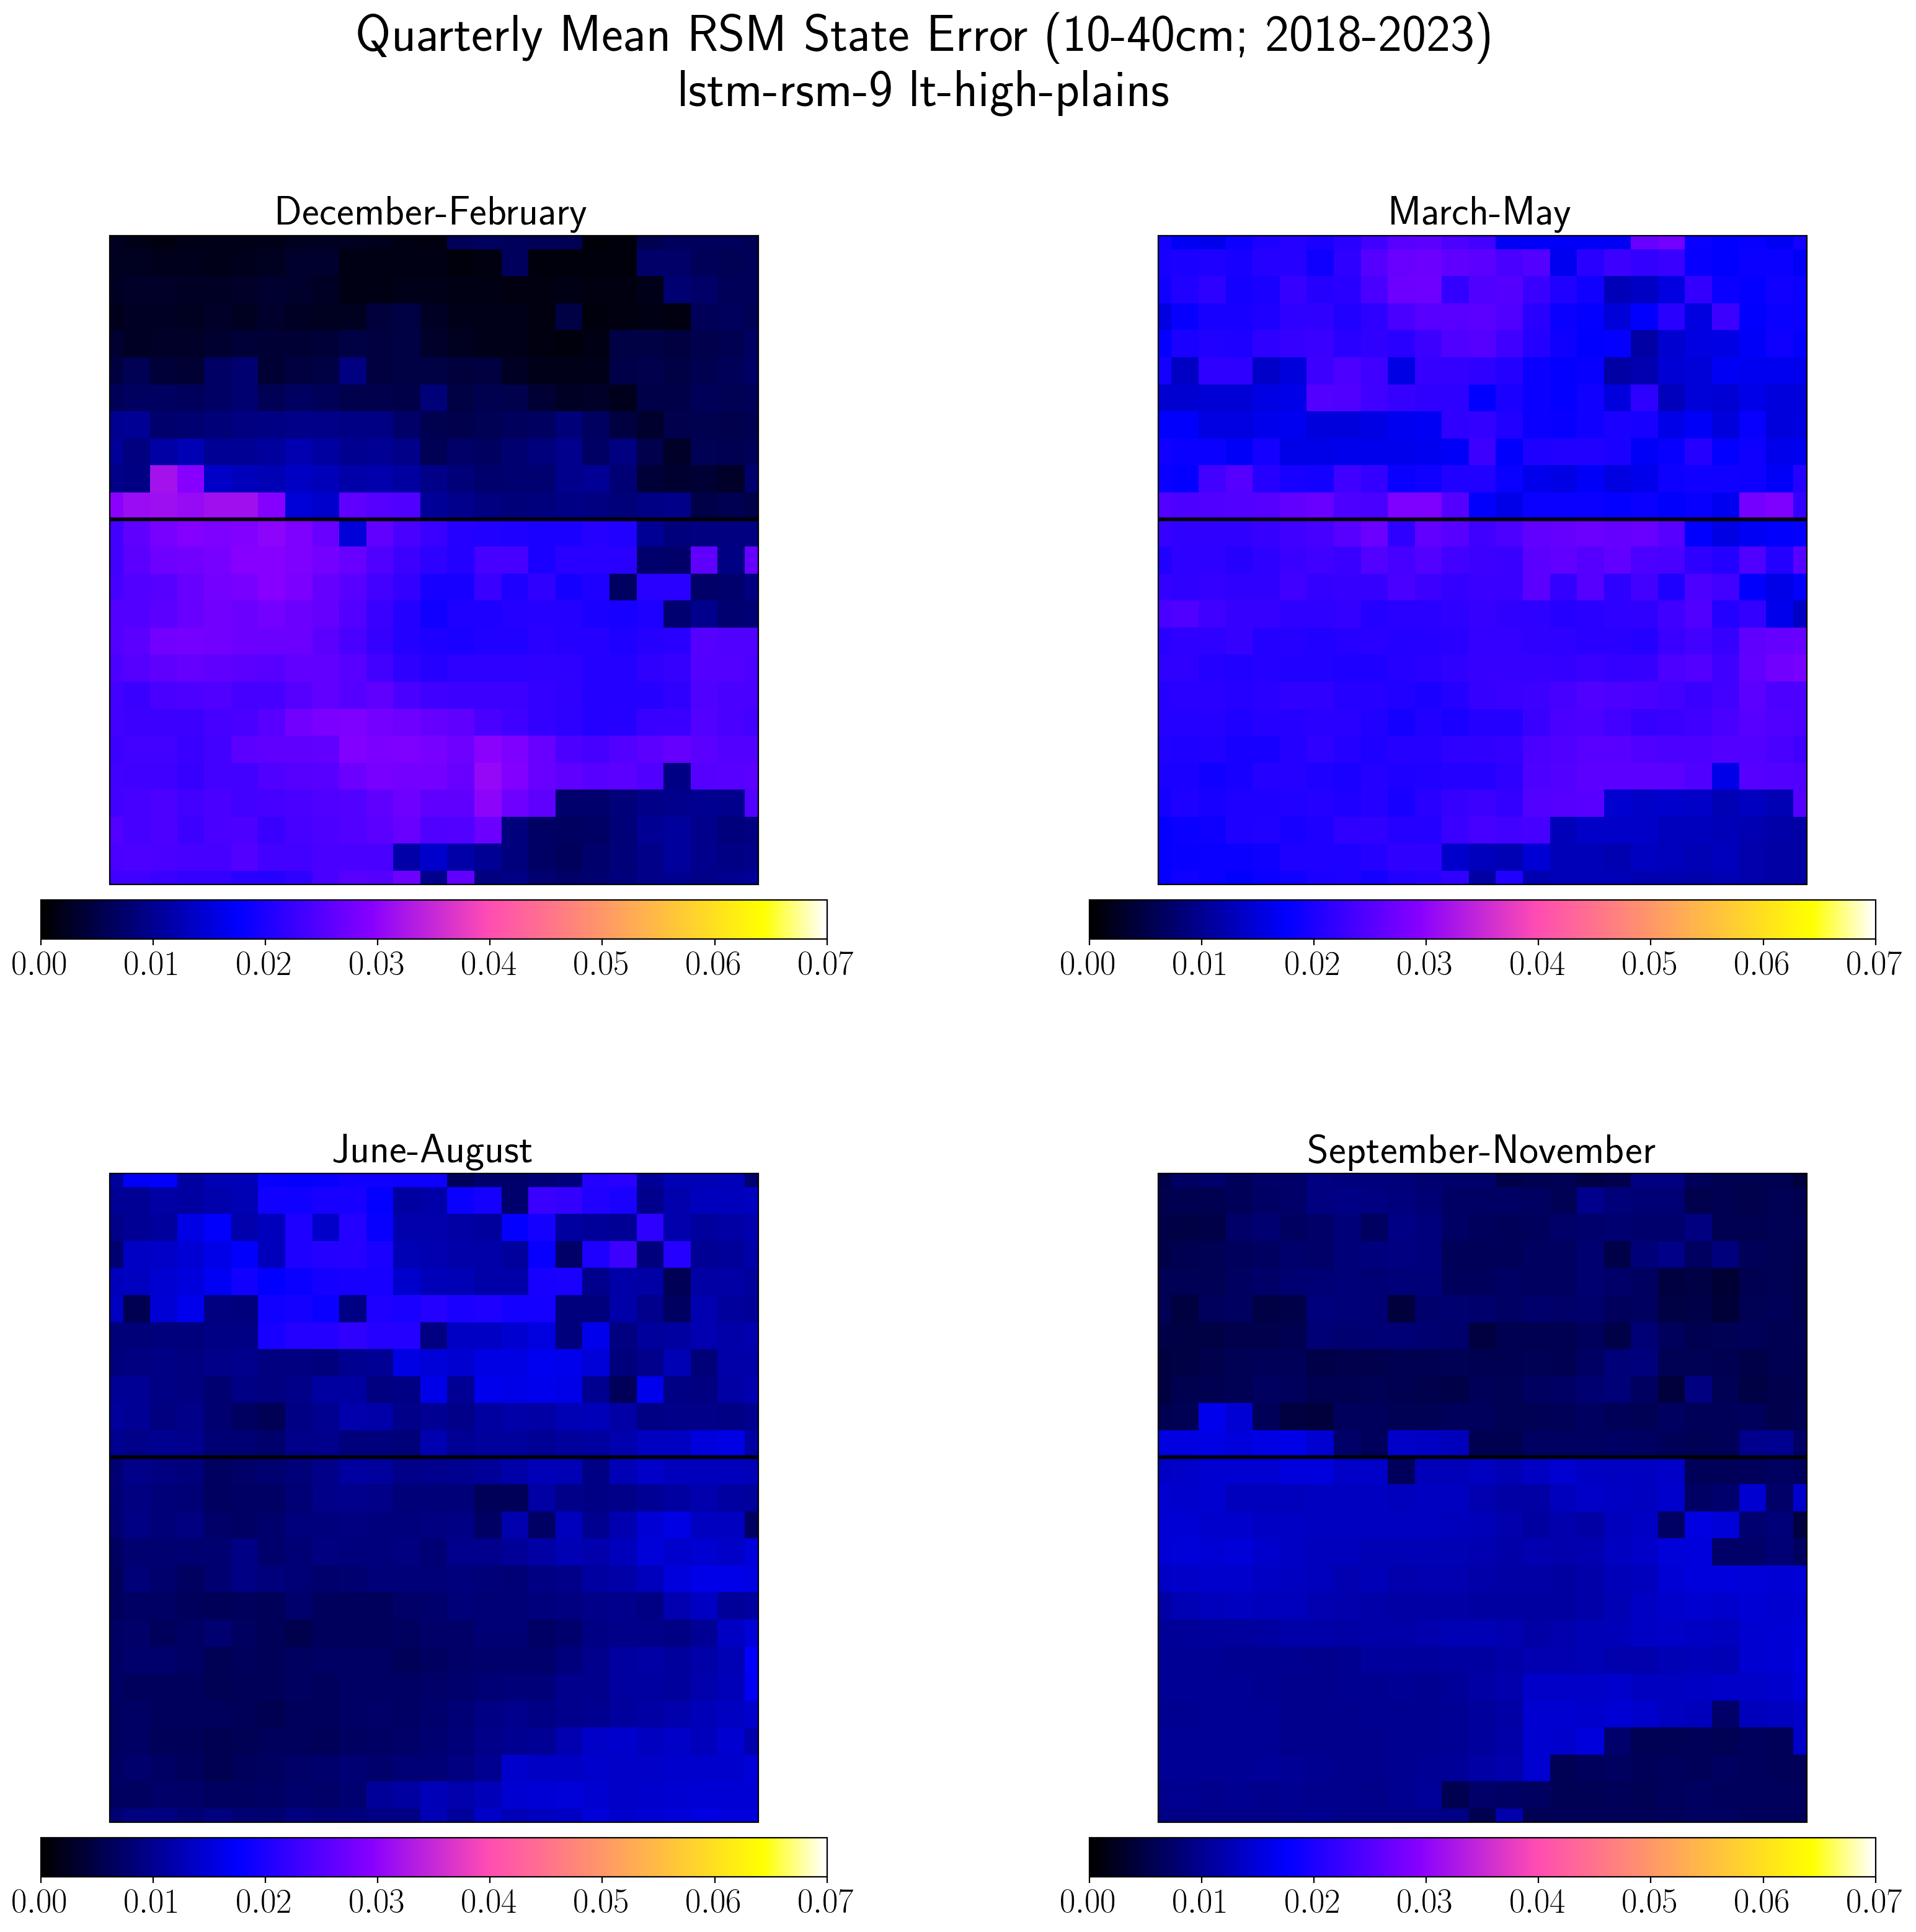 Quarterly Mean RSM State Error (10-40cm; 2018-2023)
lstm-rsm-9 lt-high-plains
December-February
March-May
0.00 0.01 0.02 0.03 0.04 0.05 0.06 0.07
0.00 0.01 0.02 0.03 0.04 0.05 0.06 0.07
June-August
September-November
0.00 0.01 0.02 0.03 0.04 0.05 0.06 0.07
0.00 0.01 0.02 0.03 0.04 0.05 0.06 0.07